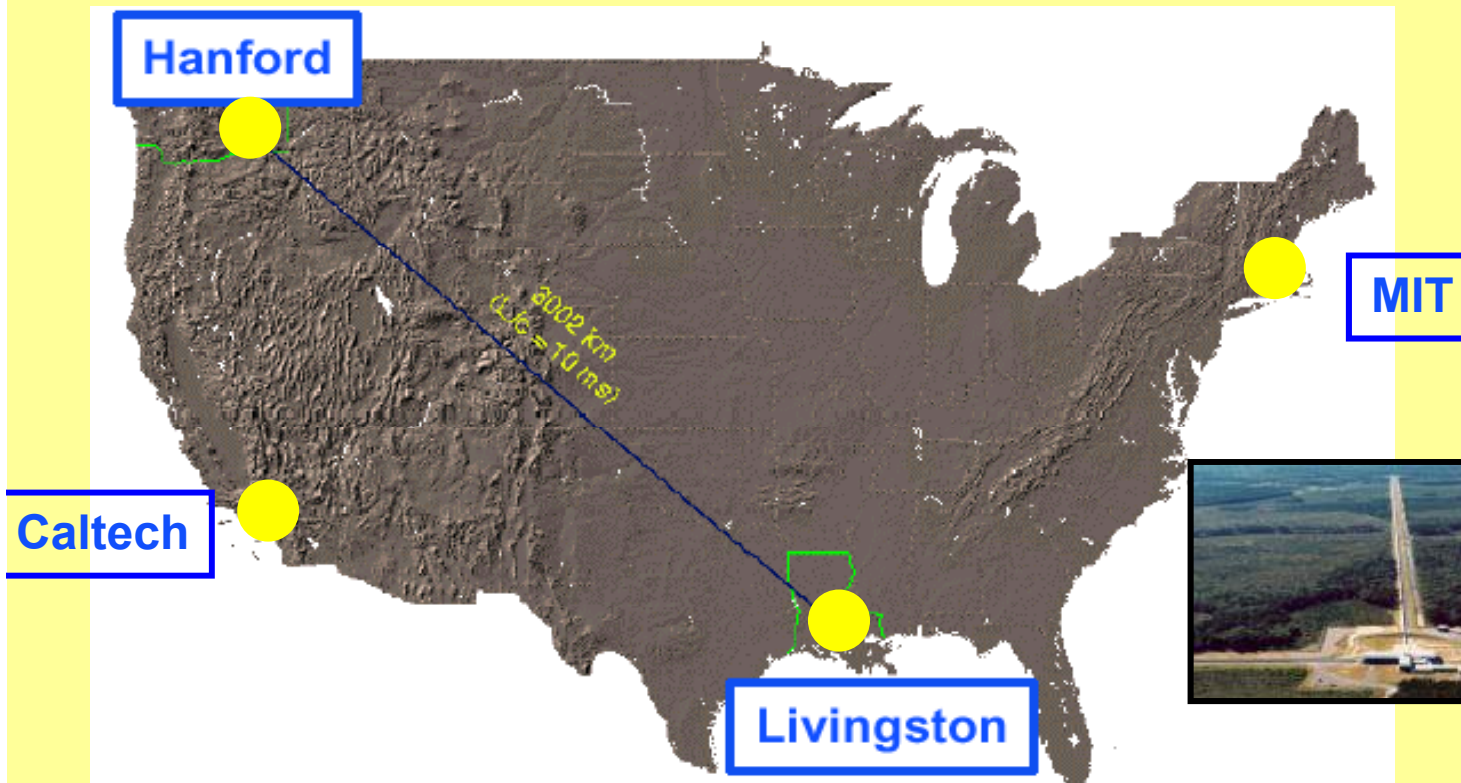 Hanford
3002 km
(L/c = 10 ms)
MIT
Caltech
Livingston